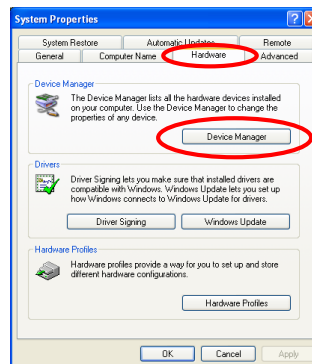 System Properties
System Restore Automatic Updates Remote
General Computer Name Hardware Advanced
Device Manager
The Device Manager lists all the hardware devices installed
on your computer. Use the Device Manager to change the
properties of any device.
Device Manager
Drivers
Driver Signing lets you make sure that installed drivers are
compatible with Windows. Windows Update lets you set up
how Windows connects to Windows Update for drivers.
Driver Signing Windows Update
Hardware Profiles
Hardware profiles provide a way for you to set up and store
different hardware configurations.
Hardware Profiles
OK Cancel Apply